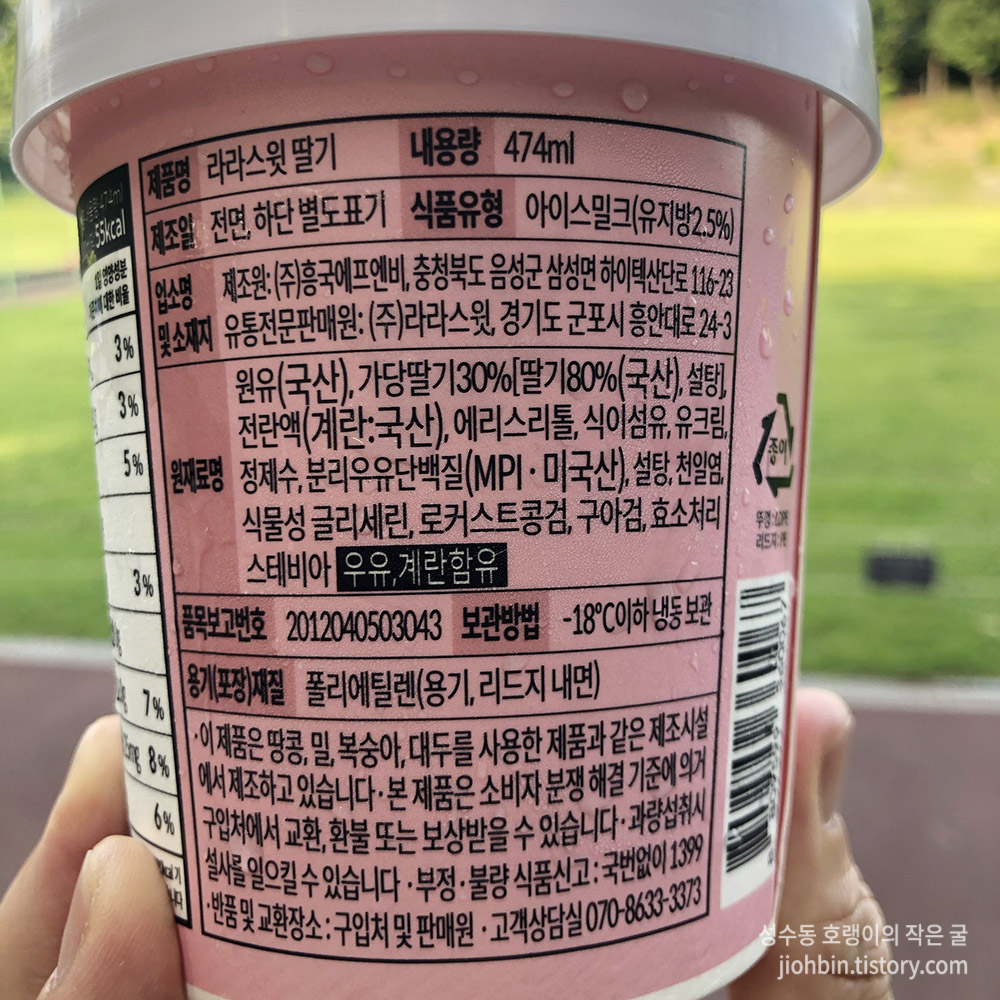 제품명 라라스윗 딸기 내용량 474ml
제조일 전면, 하단 별도표기 식품유형 아이스밀크(유지방2.5%)
업소명 및 소재지 제조원: (주)흥국에프엔비, 충청북도 음성군 삼성면 하이텍산단로 116-23
유통전문판매원: (주)라라스윗, 경기도 군포시 흥안대로 24-3
원재료명
원유(국산), 가당딸기30%[딸기80%(국산), 설탕],
전란액(계란:국산), 에리스리톨, 식이섬유, 유크림,
정제수, 분리우유단백질(MPI · 미국산), 설탕, 천일염,
식물성 글리세린, 로커스트콩검, 구아검, 효소처리
스테비아 우유,계란함유
품목보고번호 2012040503043 보관방법 -18℃이하 냉동 보관
용기(포장)재질 폴리에틸렌(용기, 리드지 내면)
·이 제품은 땅콩, 밀, 복숭아, 대두를 사용한 제품과 같은 제조시설
에서 제조하고 있습니다·본 제품은 소비자 분쟁 해결 기준에 의거
구입처에서 교환, 환불 또는 보상받을 수 있습니다·과량섭취시
설사를 일으킬 수 있습니다·부정·불량 식품신고 : 국번없이 1399
·반품 및 교환장소 : 구입처 및 판매원 · 고객상담실 070-8633-3373
474ml
55kcal
1일 영양성분
대한 비율
3%
3%
5%
3%
7%
8%
6%
종이
뚜껑: LDPE
리드지:
성수동 호랭이의 작은 굴
jiohbin.tistory.com